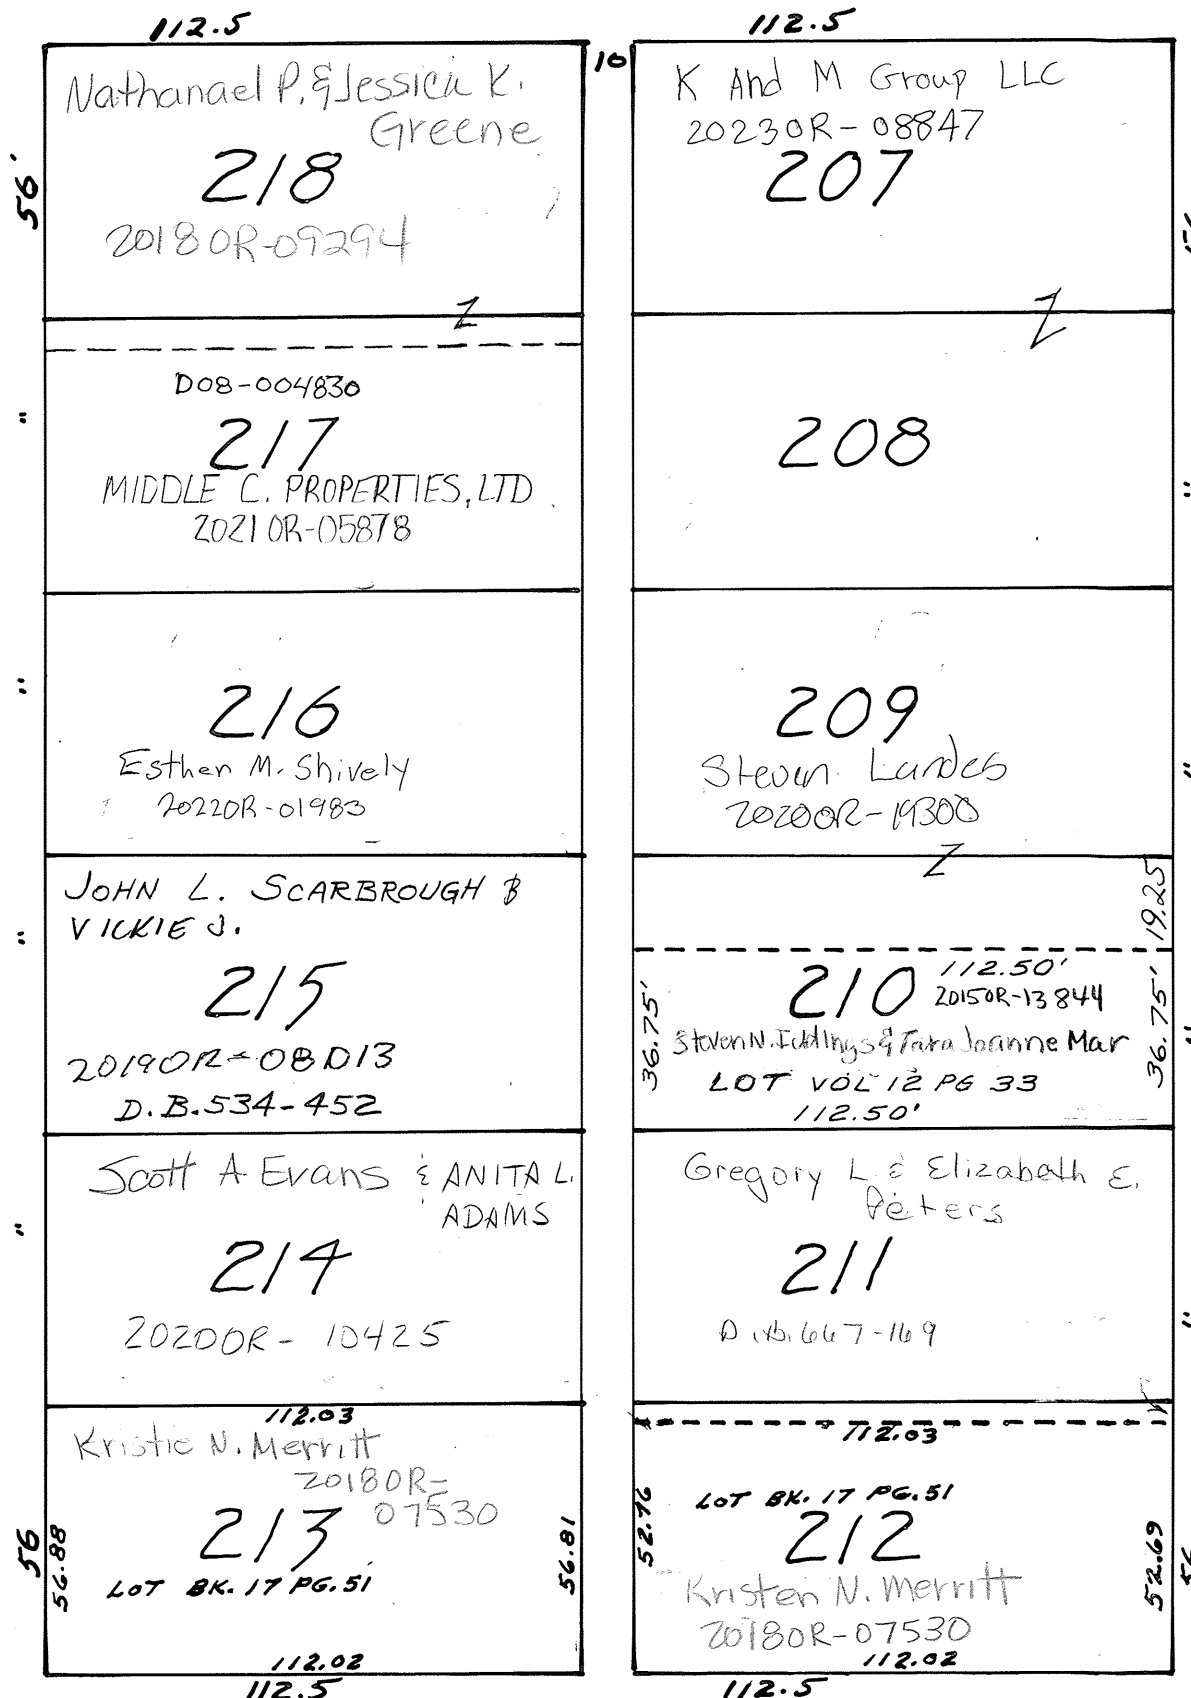 112.5
Nathanael P. & Jessica K.
Greene
56'
218
2018OR-09294
Z
D08-004830
"
217
MIDDLE C. PROPERTIES, LTD
2021OR-05878
"
216
Esther M. Shively
2022OR-01983
JOHN L. SCARBROUGH &
VICKIE J.
"
215
2019OR-08013
D.B. 534-452
Scott A Evans & ANITA L.
ADAMS
"
214
2020OR-10425
112.03
Kristie N. Merritt
2018OR-
07530
213
56
56.88
56.81
LOT BK. 17 PG. 51
112.02
112.5
10
112.5
K And M Group LLC
2023OR-08847
207
56
Z
208
"
209
"
Steven Landes
2020OR-
Z
19.25
210
112.50'
2015OR-13844
36.75'
36.75'
"
Steven N. & Tara Joanne Mar
LOT VOL 12 PG 33
112.50'
Gregory L & Elizabeth E.
Peters
211
"
667-169
112.03
LOT BK. 17 PG. 51
212
52.76
52.69
56
Kristen N. Merritt
2018OR-07530
112.02
112.5